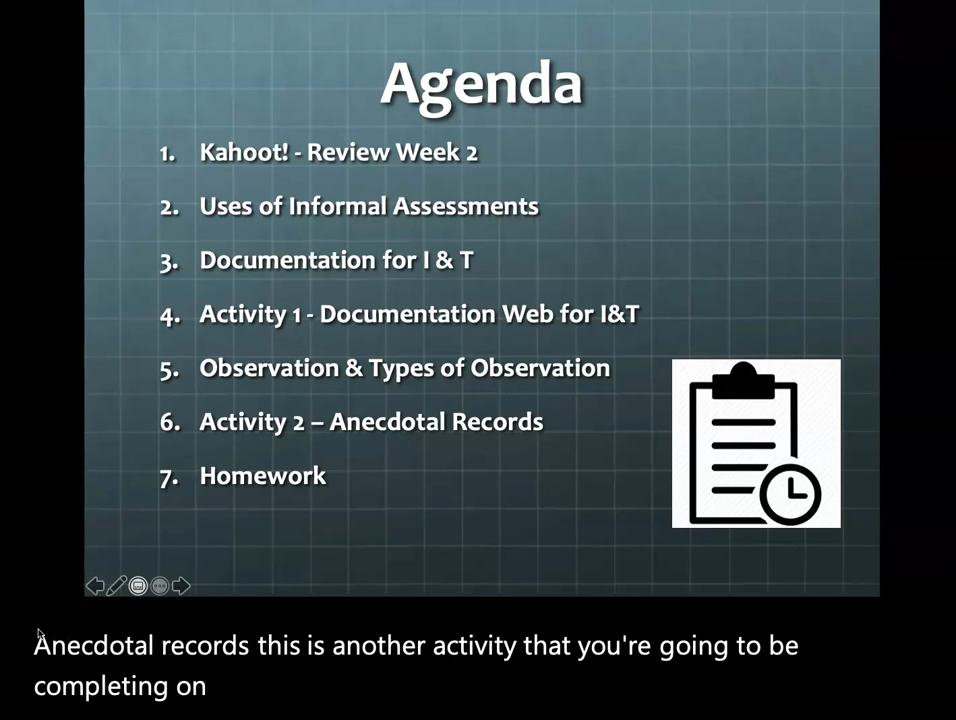 Agenda
1. Kahoot! - Review Week 2
2. Uses of Informal Assessments
3. Documentation for I & T
4. Activity 1 - Documentation Web for I&T
5. Observation & Types of Observation
6. Activity 2 – Anecdotal Records
7. Homework
Anecdotal records this is another activity that you're going to be
completing on